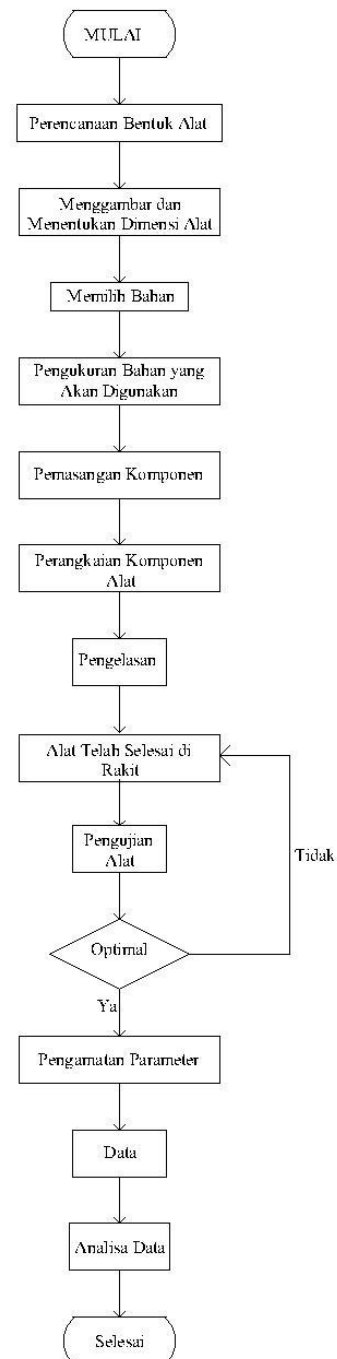 MULAI
Perencanaan Bentuk Alat
Menggambar dan
Menentukan Dimensi Alat
Memilih Bahan
Pengukuran Bahan yang
Akan Digunakan
Pemasangan Komponen
Perangkaian Komponen
Alat
Pengelasan
Alat Telah Selesai di
Rakit
Pengujian
Alat
Tidak
Optimal
Ya
Pengamatan Parameter
Data
Analisa Data
Selesai